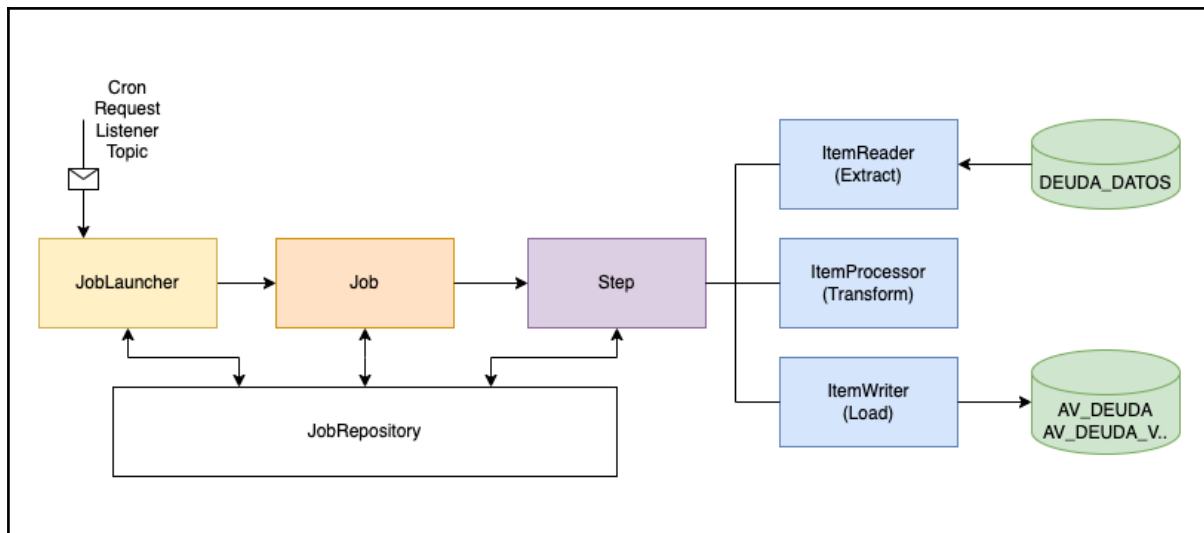 Cron
Request
Listener
Topic
JobLauncher
Job
Step
JobRepository
ItemReader
(Extract)
DEUDA_DATOS
ItemProcessor
(Transform)
ItemWriter
(Load)
AV_DEUDA
AV_DEUDA_V..